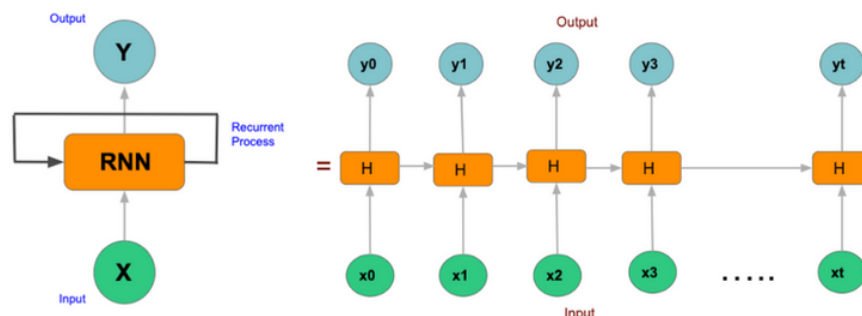 Output
Y
Recurrent
Process
RNN
X
Input
Output
y0 y1 y2 y3 yt
= H H H H H
x0 x1 x2 x3 ..... xt
Input